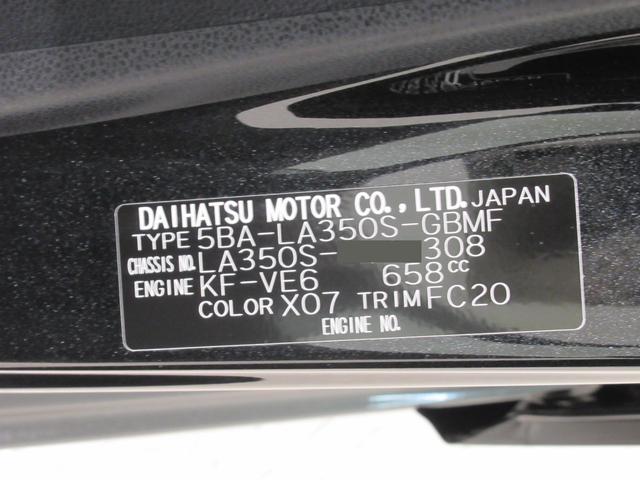 DAIHATSU MOTOR CO.,LTD. JAPAN
TYPE 5BA-LA350S-GBMF
CHASSIS NO. LA350S- 308
ENGINE KF-VE6 658cc
COLOR X07 TRIM FC20
ENGINE NO.